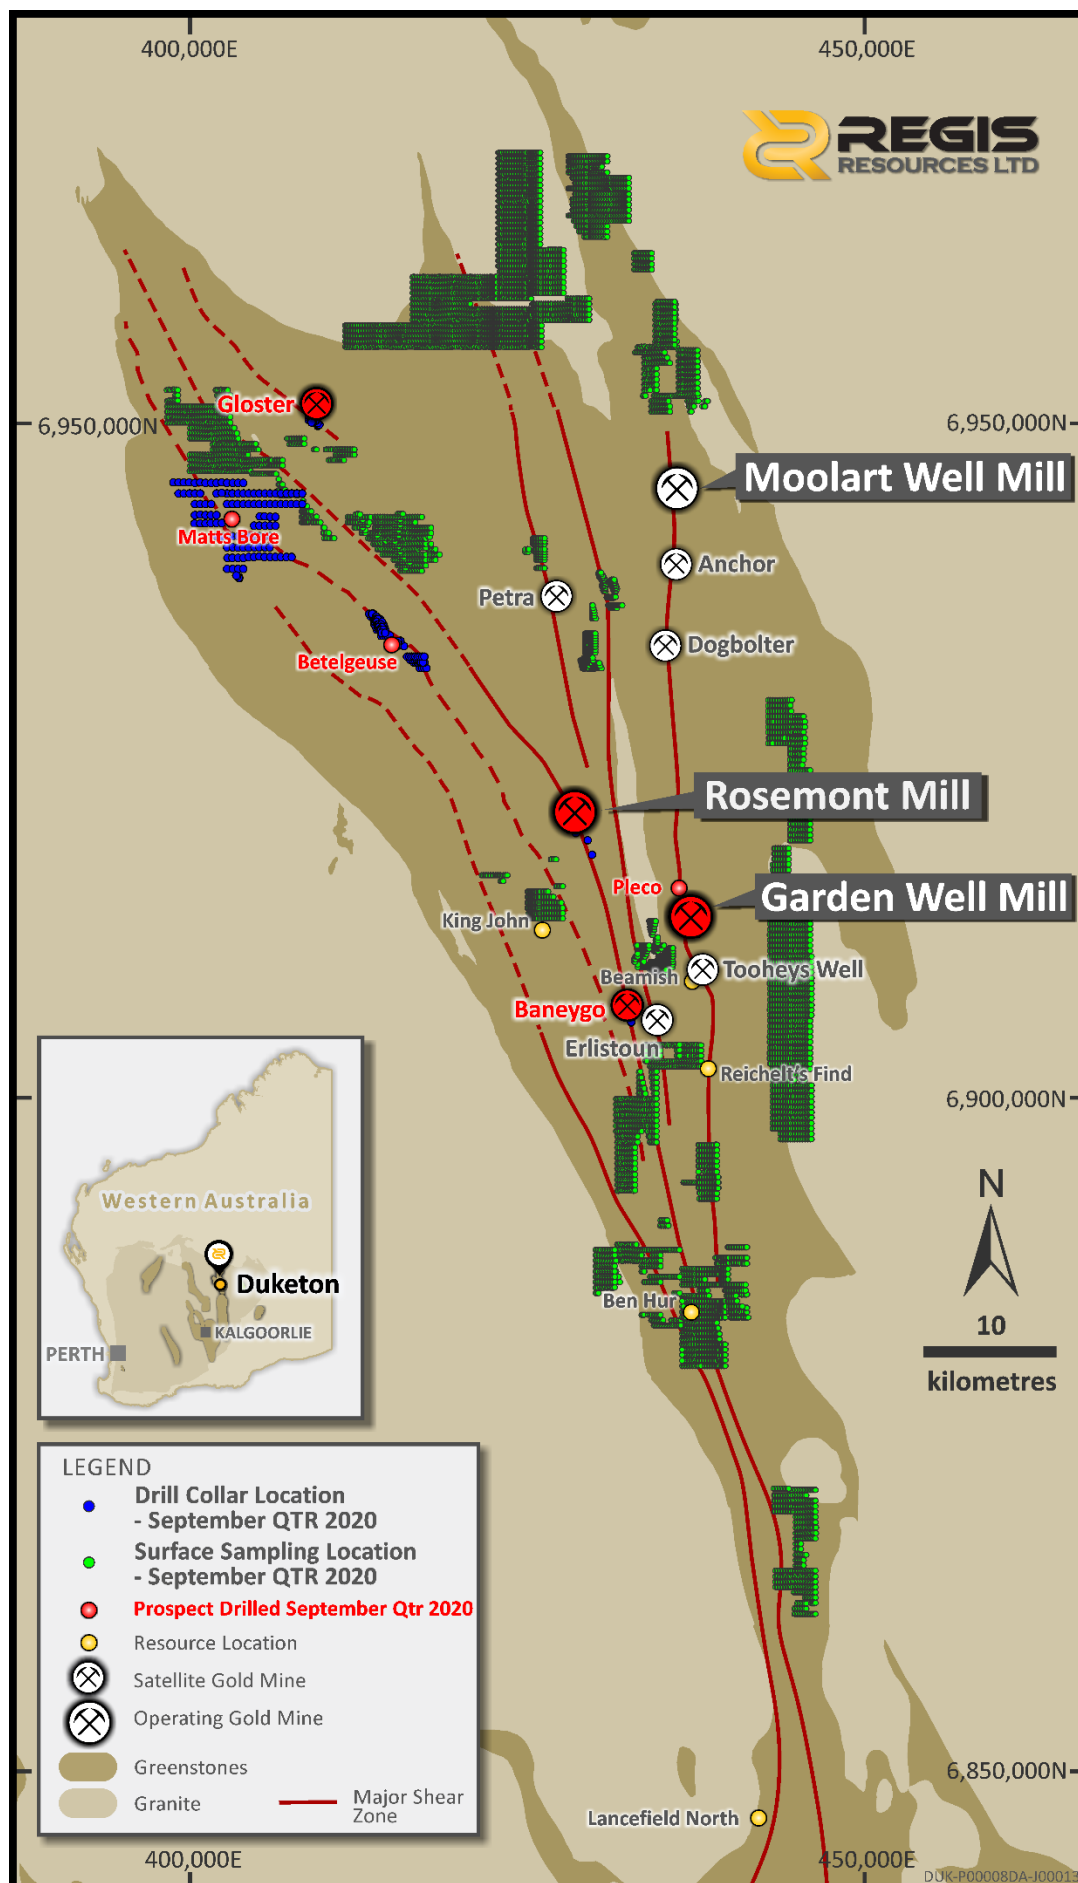 400,000E
450,000E
REGIS
RESOURCES LTD
Gloster
6,950,000N
6,950,000N
Moolart Well Mill
Matts Bore
Anchor
Petra
Dogbolter
Betelgeuse
Rosemont Mill
Pleco
Garden Well Mill
King John
Beamish
Tooheys Well
Baneygo
Erlistoun
Reichelt's Find
6,900,000N
Western Australia
Duketon
KALGOORLIE
PERTH
N
10
kilometres
Ben Hur
LEGEND
Drill Collar Location
- September QTR 2020
Surface Sampling Location
- September QTR 2020
Prospect Drilled September Qtr 2020
Resource Location
Satellite Gold Mine
Operating Gold Mine
Greenstones
Granite
Major Shear
Zone
6,850,000N
Lancefield North
400,000E
450,000E
DUK-P00008DA-J00013